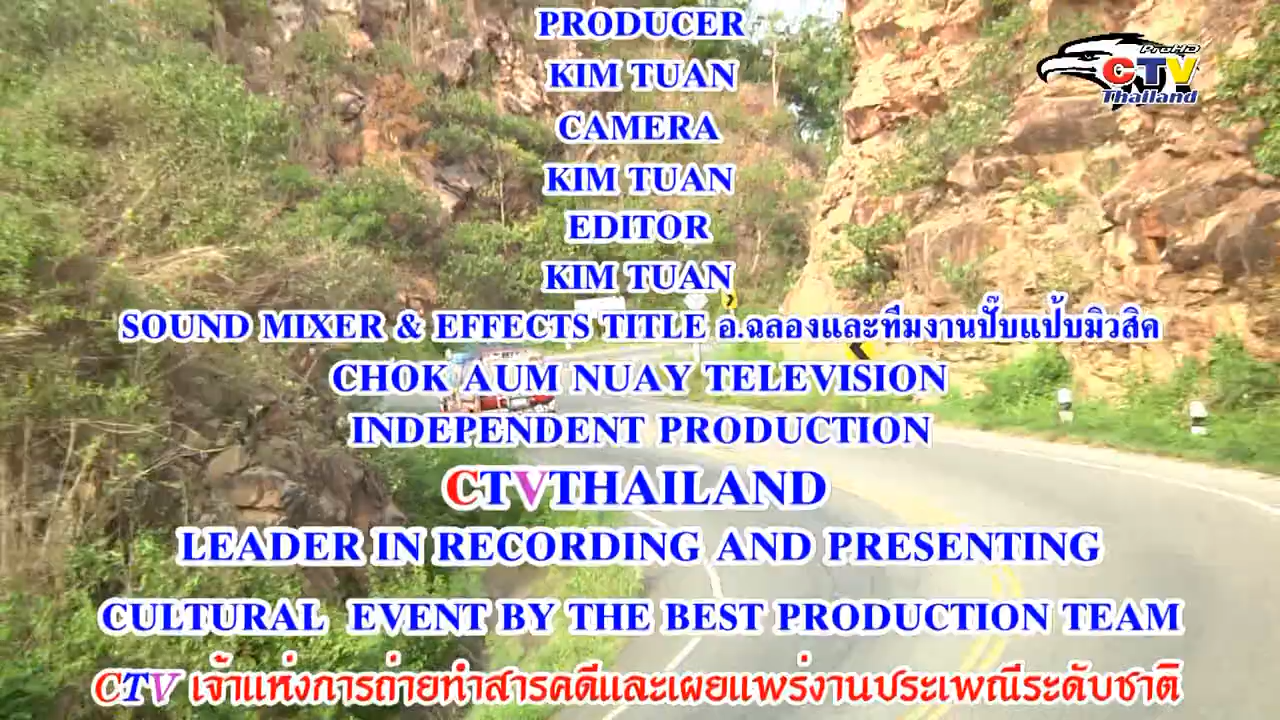 ProHD
CTV
Thailand
PRODUCER
KIM TUAN
CAMERA
KIM TUAN
EDITOR
KIM TUAN
SOUND MIXER & EFFECTS TITLE อ.ฉลองและทีมงานปั๊บแป้บมิวสิค
CHOK AUM NUAY TELEVISION
INDEPENDENT PRODUCTION
CTVTHAILAND
LEADER IN RECORDING AND PRESENTING
CULTURAL EVENT BY THE BEST PRODUCTION TEAM
CTV เจ้าแห่งการถ่ายทำสารคดีและเผยแพร่งานประเพณีระดับชาติ